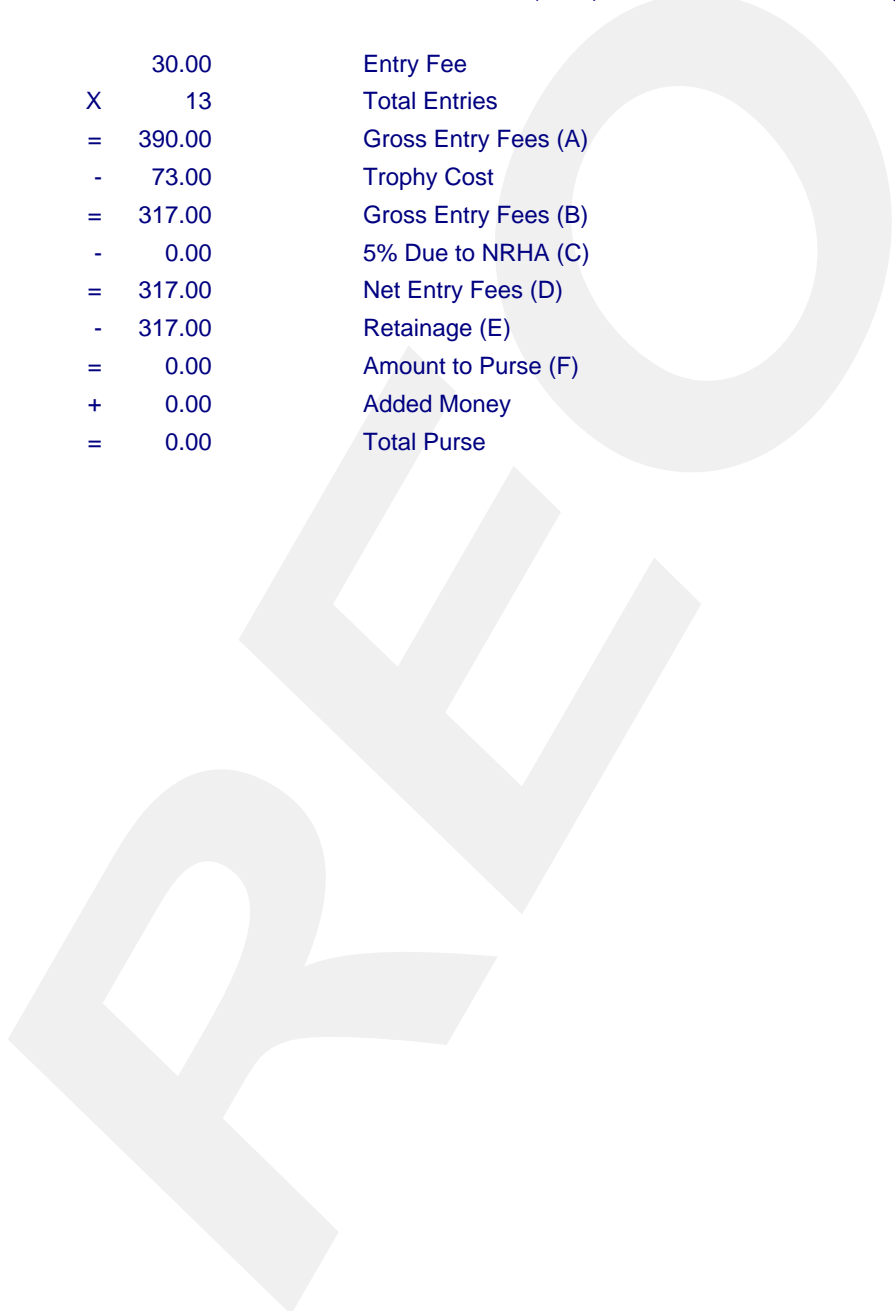 30.00 Entry Fee
X 13 Total Entries
= 390.00 Gross Entry Fees (A)
- 73.00 Trophy Cost
= 317.00 Gross Entry Fees (B)
- 0.00 5% Due to NRHA (C)
= 317.00 Net Entry Fees (D)
- 317.00 Retainage (E)
= 0.00 Amount to Purse (F)
+ 0.00 Added Money
= 0.00 Total Purse
REO